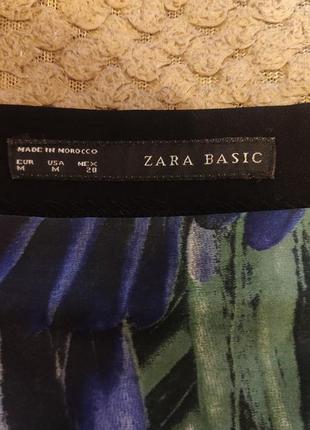 MADE IN MOROCCO
EUR USA MEX
M M 28
ZARA BASIC